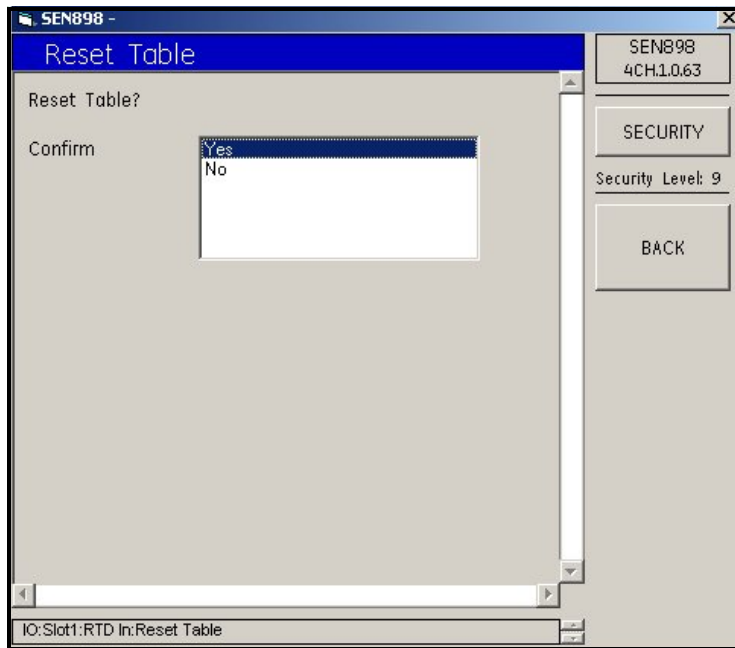 SEN898 -
Reset Table
Reset Table?
Confirm
Yes
No
SEN898
4CH.1.0.63
SECURITY
Security Level: 9
BACK
IO:Slot1:RTD In:Reset Table